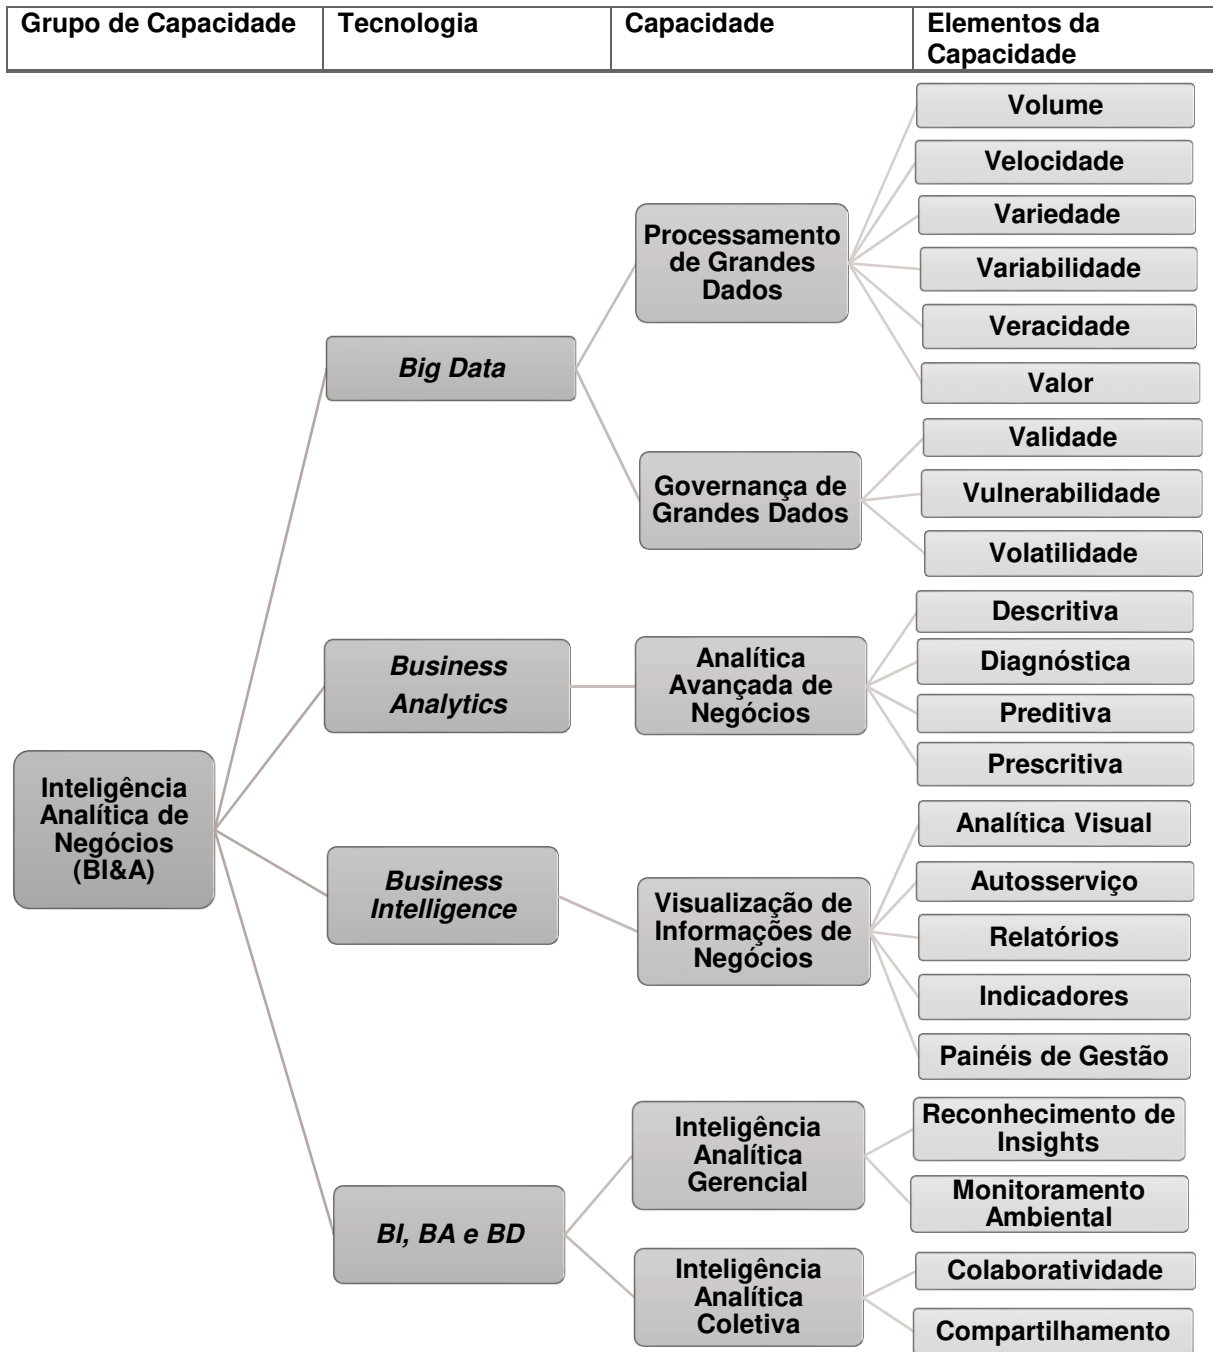 Grupo de Capacidade
Tecnologia
Capacidade
Elementos da
Capacidade
Inteligência
Analítica de
Negócios
(BI&A)
Big Data
Processamento
de Grandes
Dados
Volume
Velocidade
Variedade
Variabilidade
Veracidade
Valor
Governança de
Grandes Dados
Validade
Vulnerabilidade
Volatilidade
Business
Analytics
Analítica
Avançada de
Negócios
Descritiva
Diagnóstica
Preditiva
Prescritiva
Business
Intelligence
Visualização de
Informações de
Negócios
Analítica Visual
Autosserviço
Relatórios
Indicadores
Painéis de Gestão
BI, BA e BD
Inteligência
Analítica
Gerencial
Reconhecimento de
Insights
Monitoramento
Ambiental
Inteligência
Analítica
Coletiva
Colaboratividade
Compartilhamento